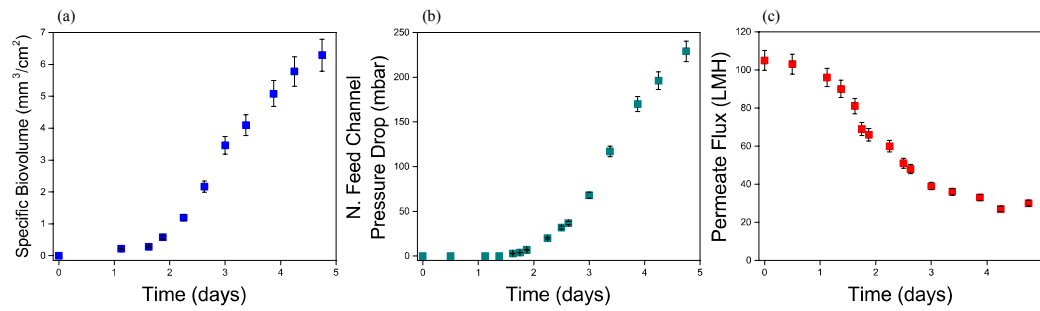 (a)
7
6
5
4
3
2
1
0
0 1 2 3 4 5
Specific Biovolume (mm³/cm²)
Time (days)
(b)
250
200
150
100
50
0
0 1 2 3 4 5
N. Feed Channel
Pressure Drop (mbar)
Time (days)
(c)
120
100
80
60
40
20
0
0 1 2 3 4
Permeate Flux (LMH)
Time (days)